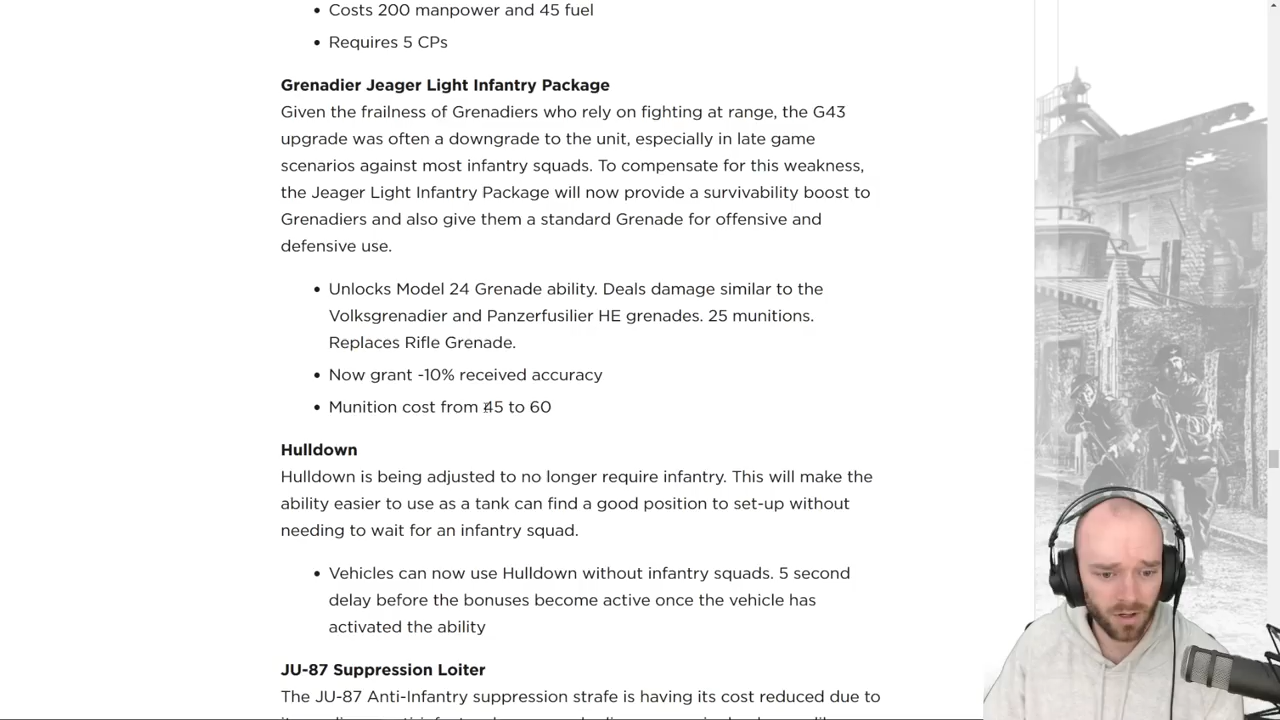 Costs 200 manpower and 45 fuel
Requires 5 CPs
Grenadier Jeager Light Infantry Package
Given the frailness of Grenadiers who rely on fighting at range, the G43
upgrade was often a downgrade to the unit, especially in late game
scenarios against most infantry squads. To compensate for this weakness,
the Jeager Light Infantry Package will now provide a survivability boost to
Grenadiers and also give them a standard Grenade for offensive and
defensive use.
Unlocks Model 24 Grenade ability. Deals damage similar to the
Volksgrenadier and Panzerfusilier HE grenades. 25 munitions.
Replaces Rifle Grenade.
Now grant -10% received accuracy
Munition cost from 45 to 60
Hulldown
Hulldown is being adjusted to no longer require infantry. This will make the
ability easier to use as a tank can find a good position to set-up without
needing to wait for an infantry squad.
Vehicles can now use Hulldown without infantry squads. 5 second
delay before the bonuses become active once the vehicle has
activated the ability
JU-87 Suppression Loiter
The JU-87 Anti-Infantry suppression strafe is having its cost reduced due to